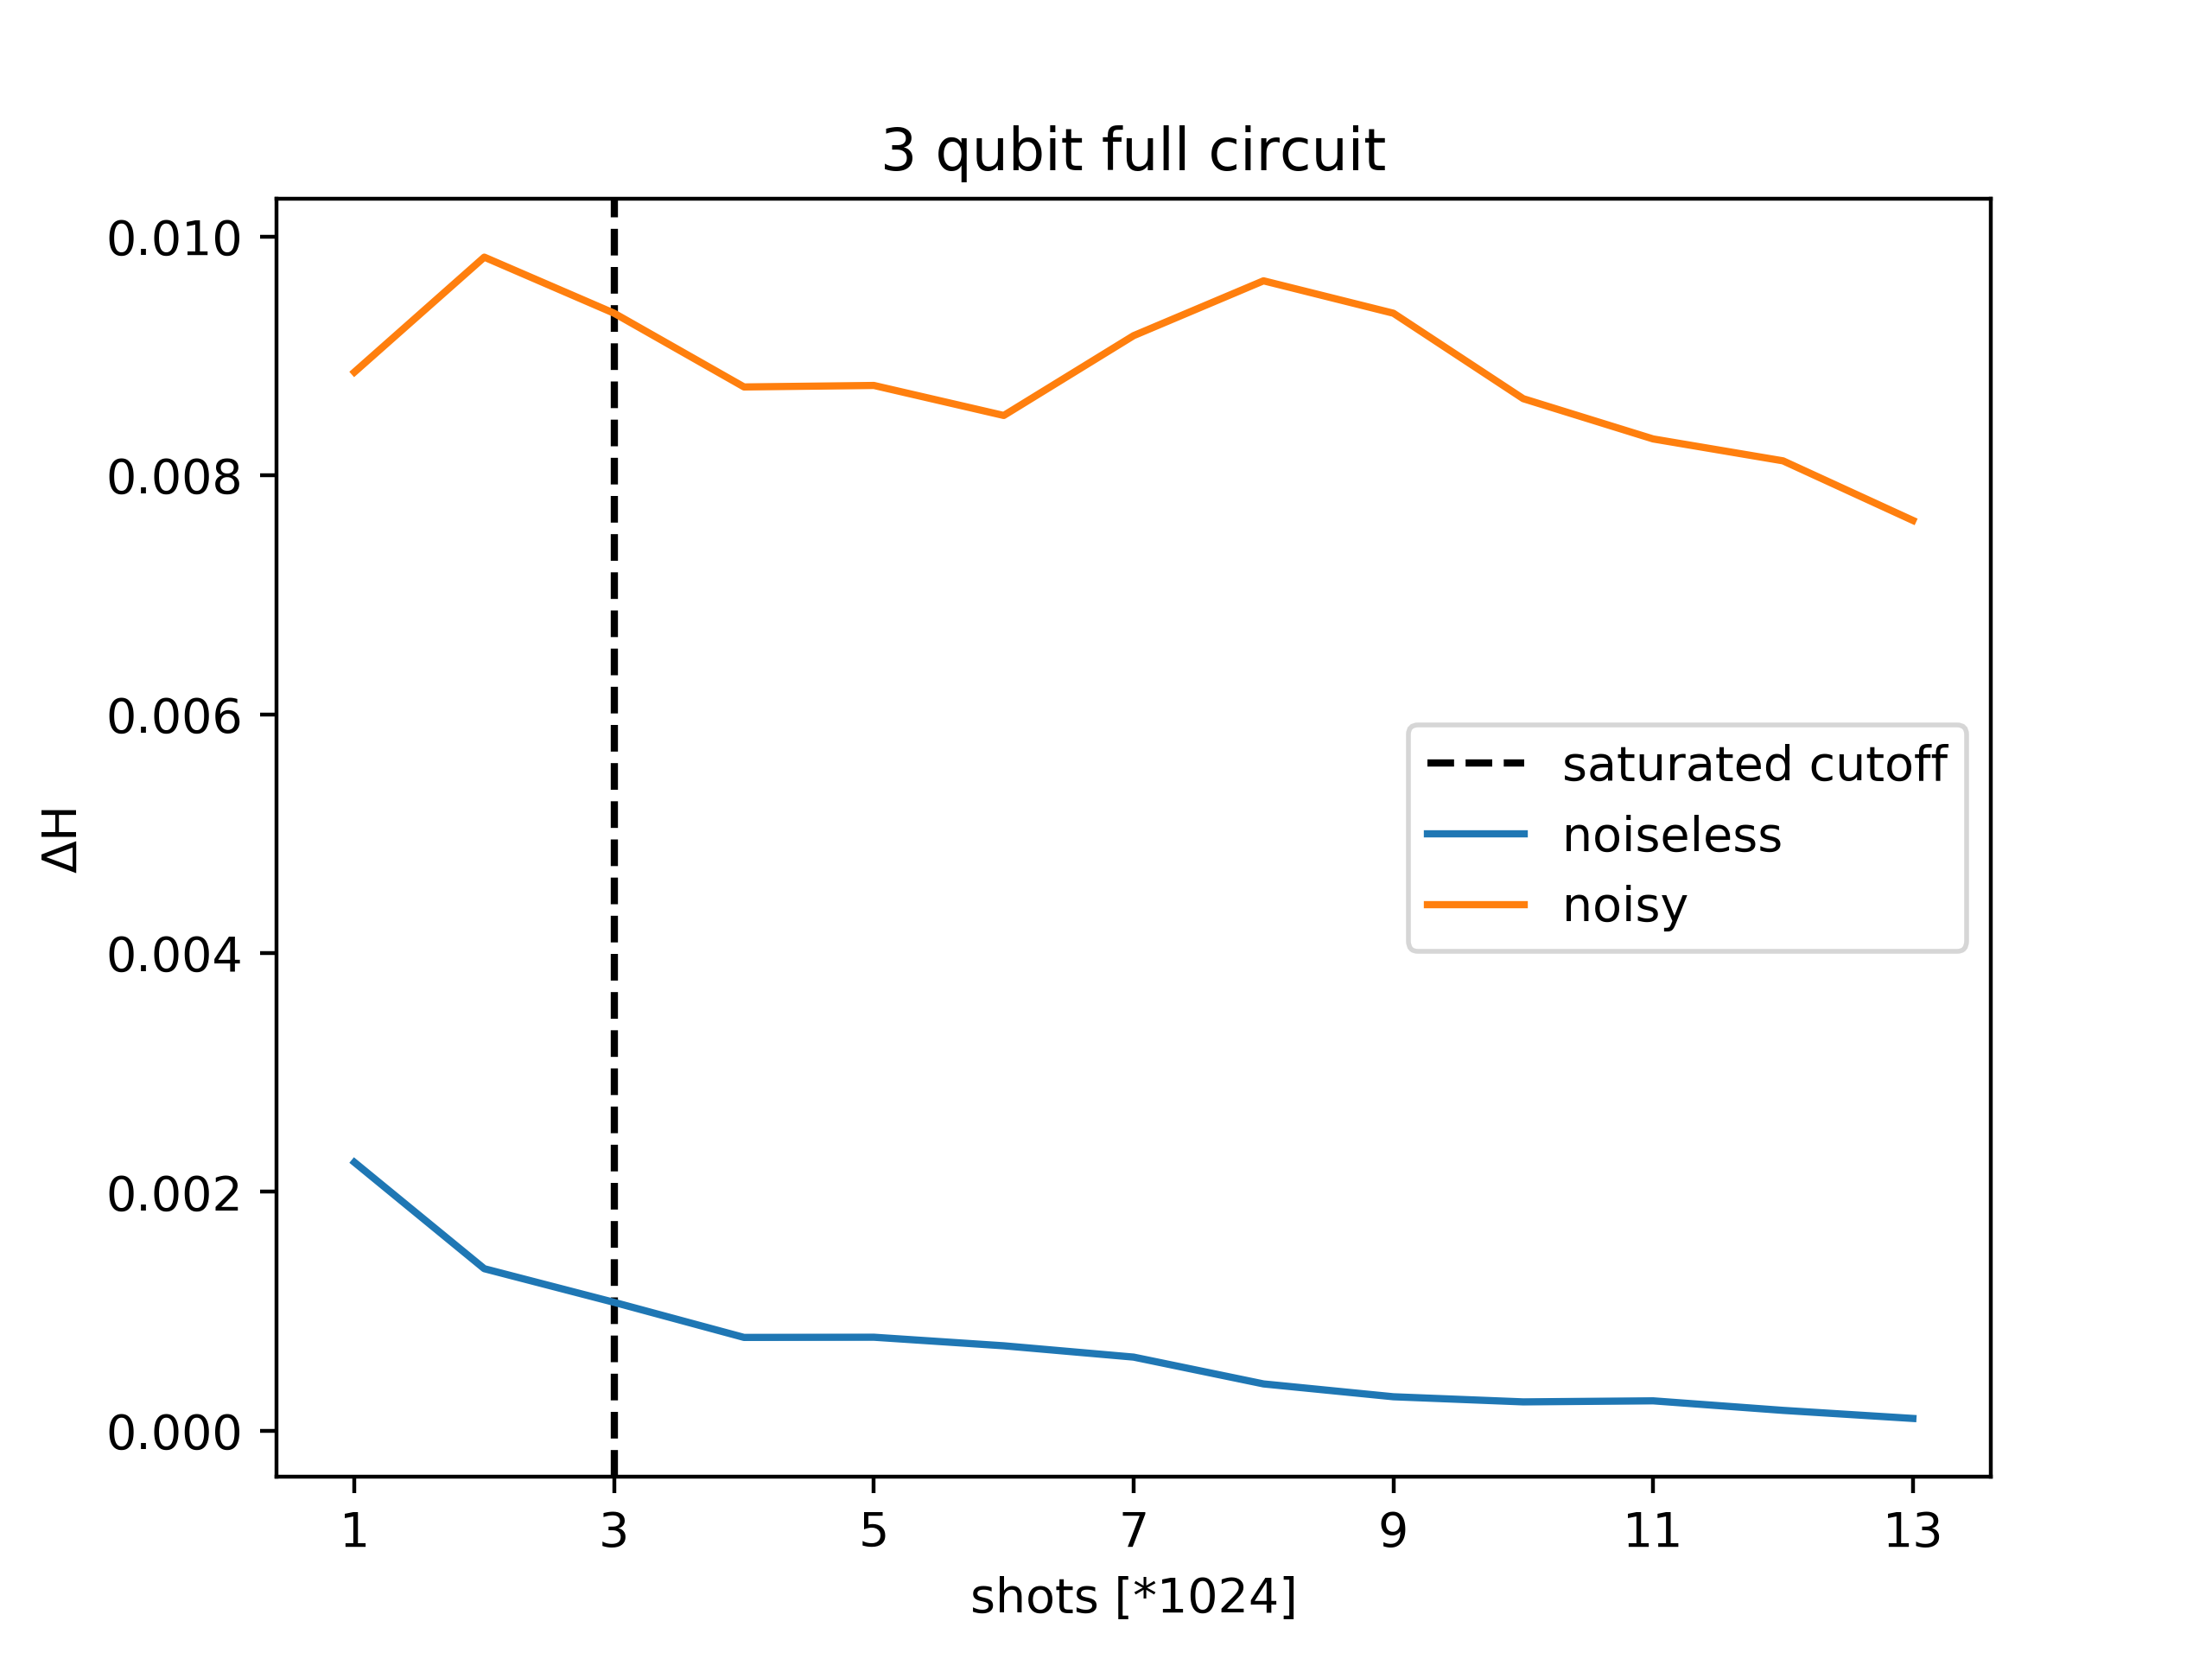 3 qubit full circuit
0.010
0.008
0.006
0.004
0.002
0.000
ΔH
saturated cutoff
noiseless
noisy
1 3 5 7 9 11 13
shots [*1024]